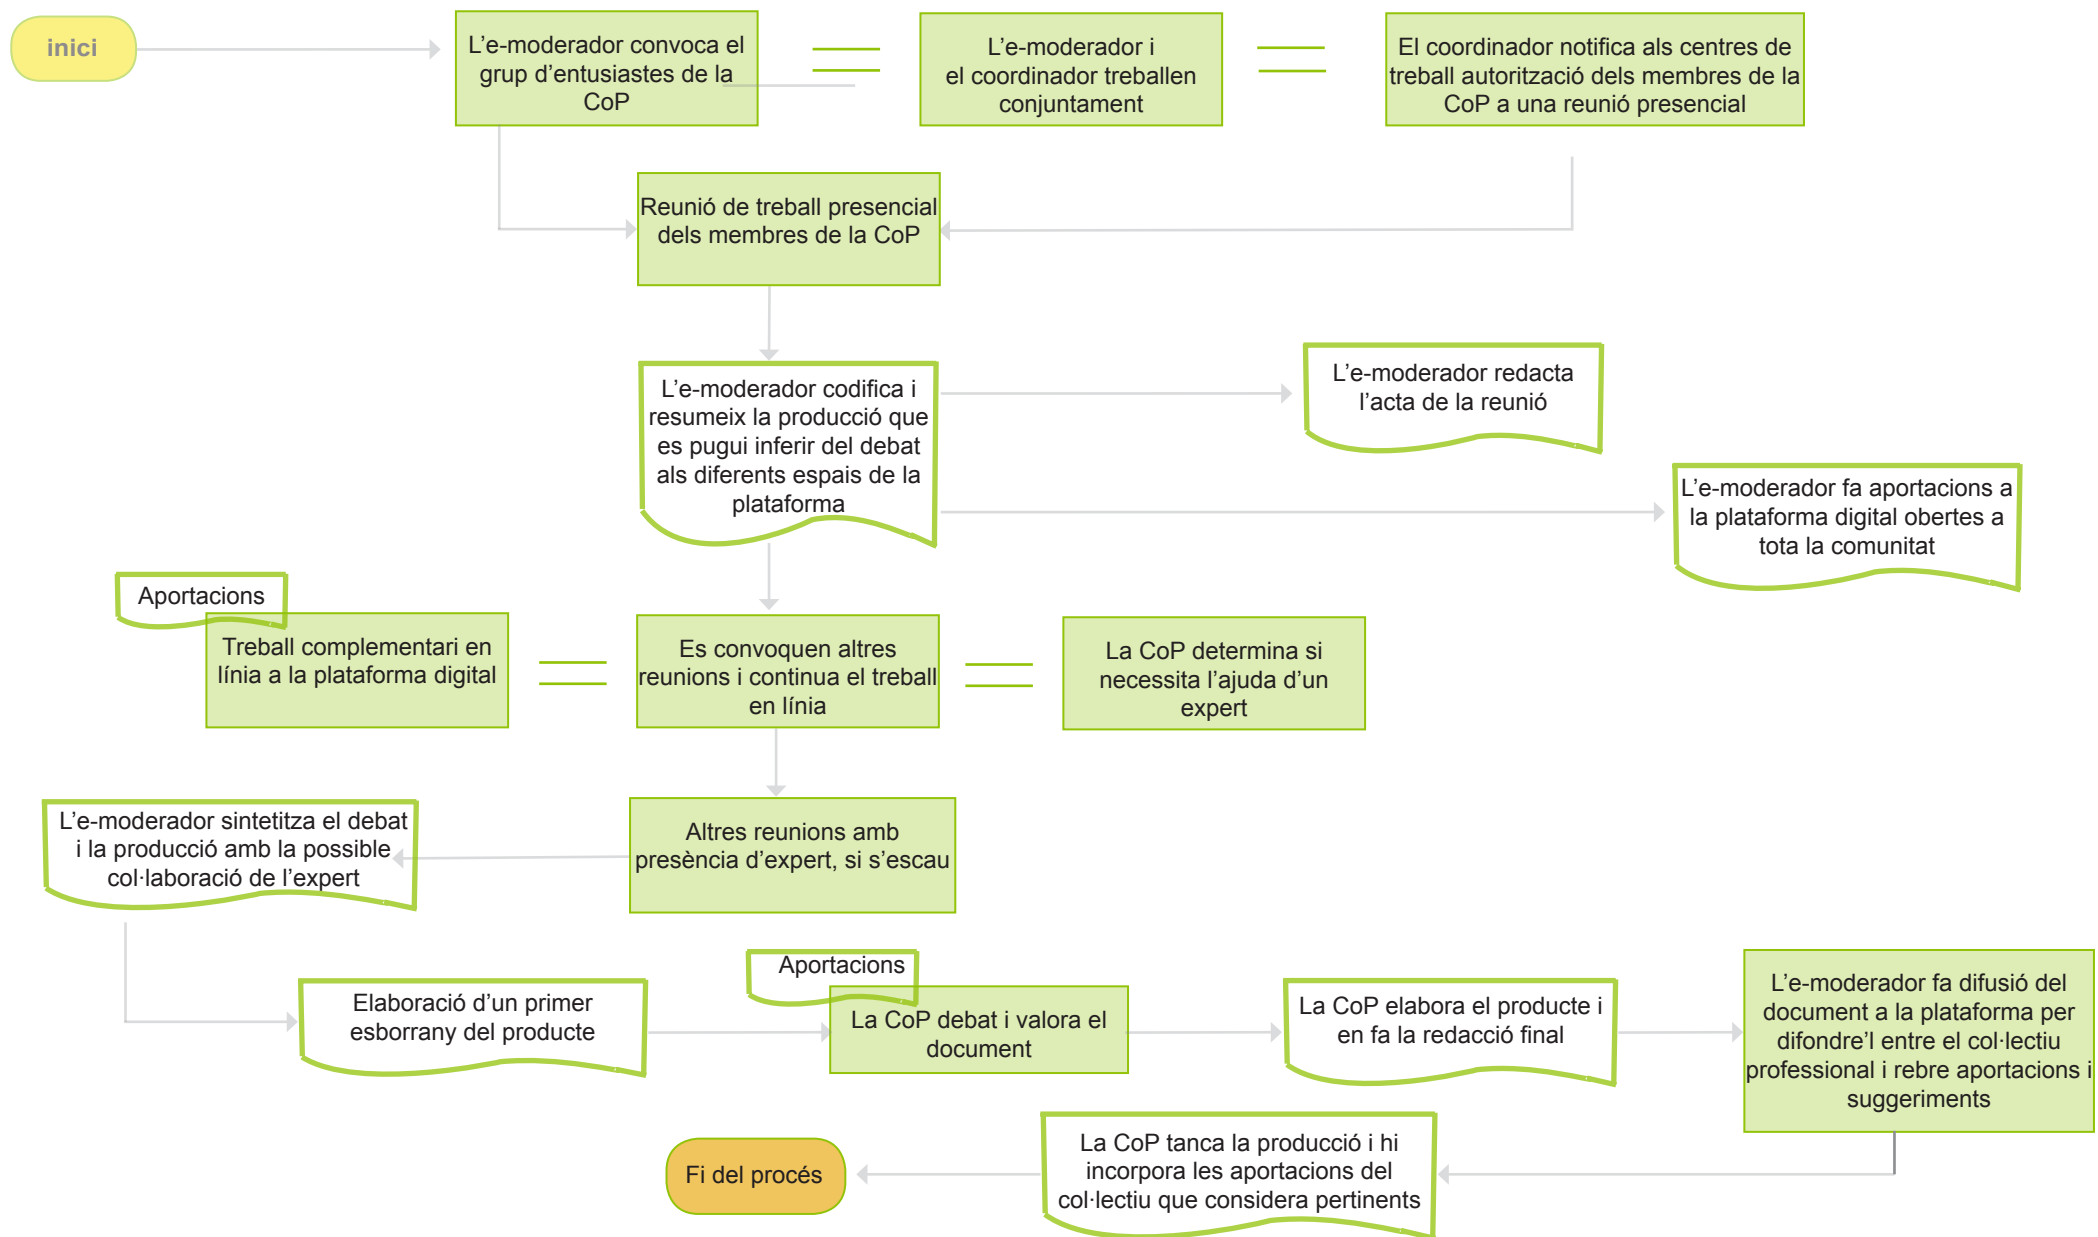 inici
L’e-moderador convoca el
grup d’entusiastes de la
CoP
L’e-moderador i
el coordinador treballen
conjuntament
El coordinador notifica als centres de
treball autorització dels membres de la
CoP a una reunió presencial
Reunió de treball presencial
dels membres de la CoP
L’e-moderador codifica i
resumeix la producció que
es pugui inferir del debat
als diferents espais de la
plataforma
L’e-moderador redacta
l’acta de la reunió
L’e-moderador fa aportacions a
la plataforma digital obertes a
tota la comunitat
Aportacions
Treball complementari en
línia a la plataforma digital
Es convoquen altres
reunions i continua el treball
en línia
La CoP determina si
necessita l’ajuda d’un
expert
L’e-moderador sintetitza el debat
i la producció amb la possible
col·laboració de l’expert
Altres reunions amb
presència d’expert, si s’escau
Elaboració d’un primer
esborrany del producte
Aportacions
La CoP debat i valora el
document
La CoP elabora el producte i
en fa la redacció final
L’e-moderador fa difusió del
document a la plataforma per
difondre’l entre el col·lectiu
professional i rebre aportacions i
suggeriments
La CoP tanca la producció i hi
incorpora les aportacions del
col·lectiu que considera pertinents
Fi del procés